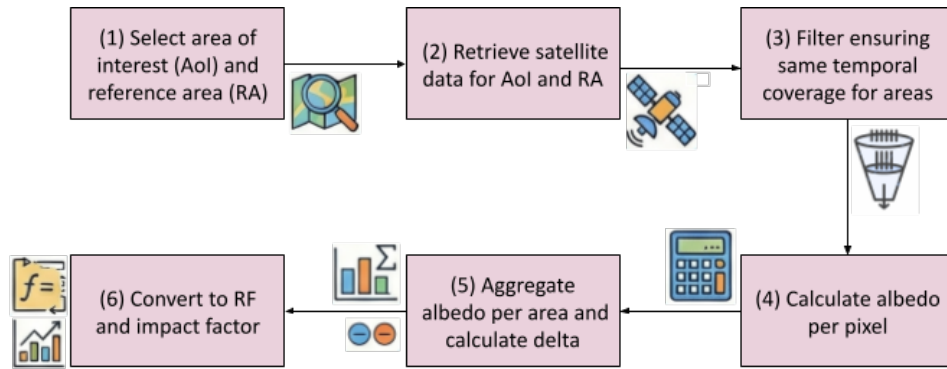 (1) Select area of
interest (AoI) and
reference area (RA)
(2) Retrieve satellite
data for AoI and RA
(3) Filter ensuring
same temporal
coverage for areas
(4) Calculate albedo
per pixel
Σ
(5) Aggregate
albedo per area and
calculate delta
f=
(6) Convert to RF
and impact factor